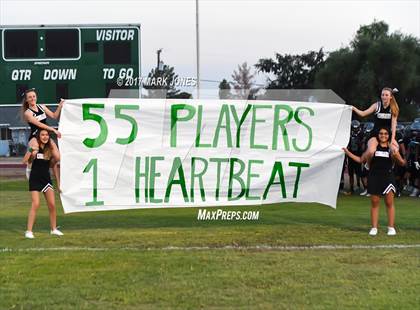 © 2017 MARK JONES
VISITOR
QTR
DOWN
TO GO
55 PLAYERS
1 HEARTBEAT
MAXPREPS.COM